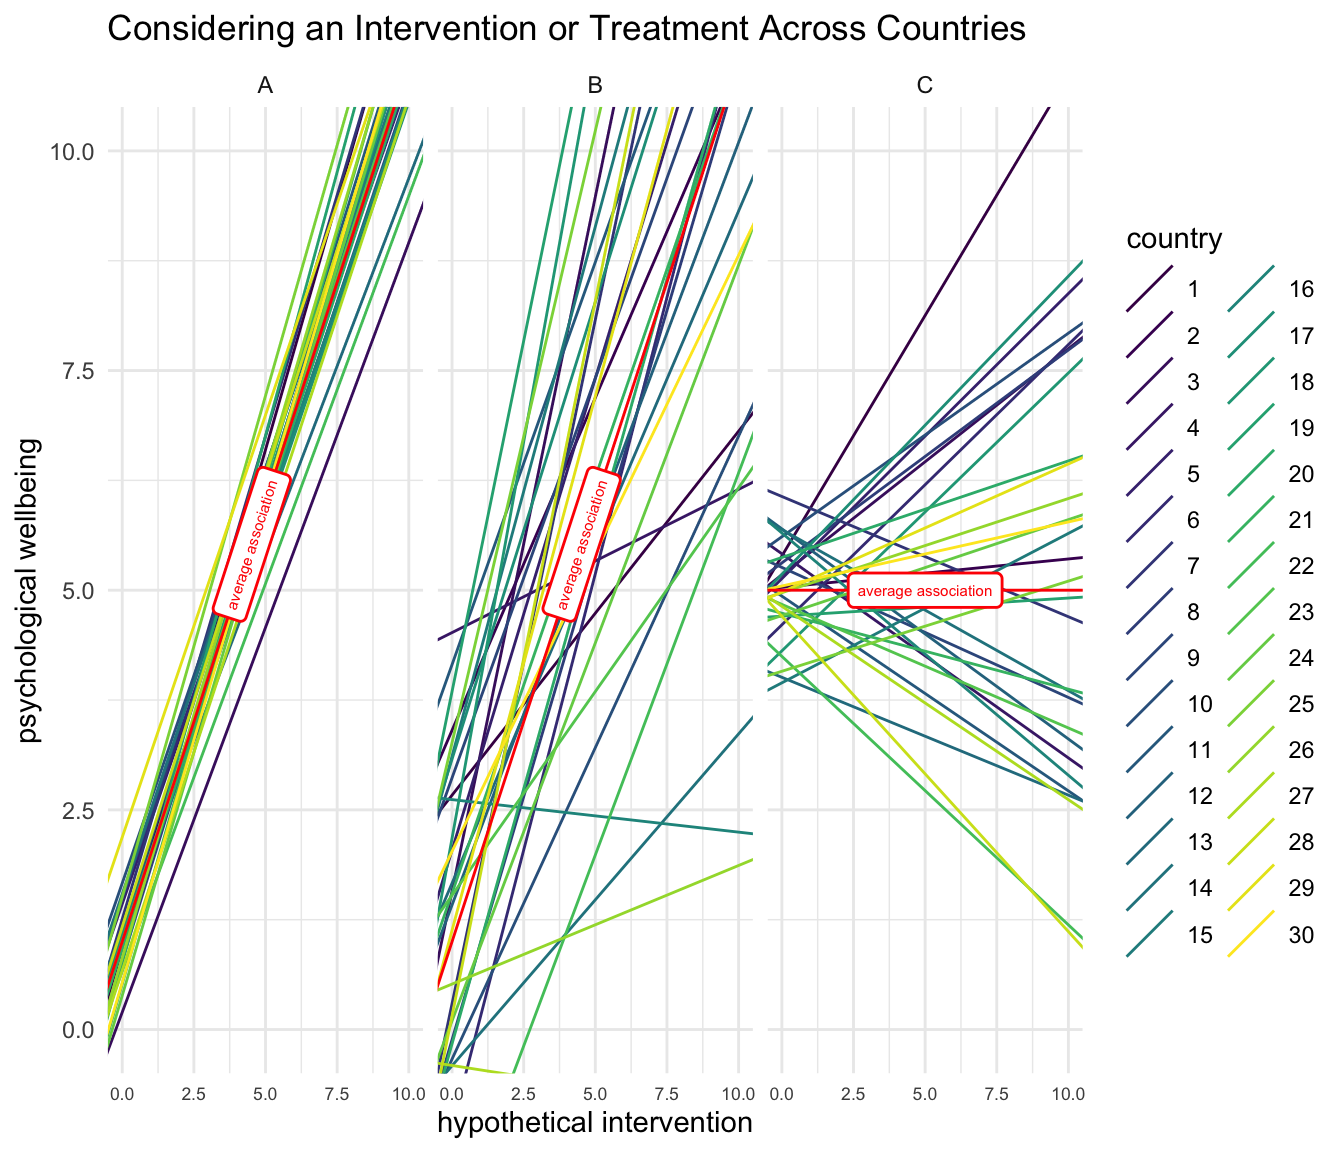 Considering an Intervention or Treatment Across Countries
A
B
C
psychological wellbeing
10.0
7.5
5.0
2.5
0.0
average association
average association
average association
0.0 2.5 5.0 7.5 10.0
0.0 2.5 5.0 7.5 10.0
0.0 2.5 5.0 7.5 10.0
hypothetical intervention
country
1
2
3
4
5
6
7
8
9
10
11
12
13
14
15
16
17
18
19
20
21
22
23
24
25
26
27
28
29
30